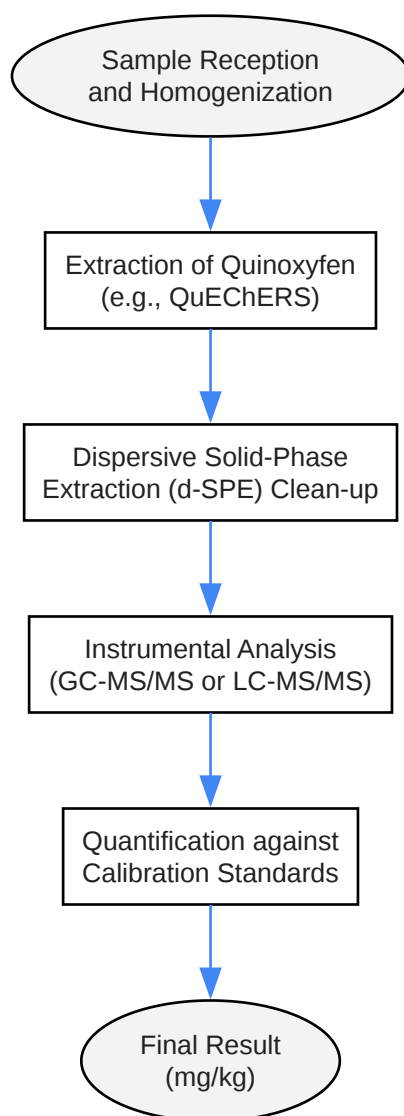 Sample Reception
and Homogenization
Extraction of Quinoxyfen
(e.g., QuEChERS)
Dispersive Solid-Phase
Extraction (d-SPE) Clean-up
Instrumental Analysis
(GC-MS/MS or LC-MS/MS)
Quantification against
Calibration Standards
Final Result
(mg/kg)